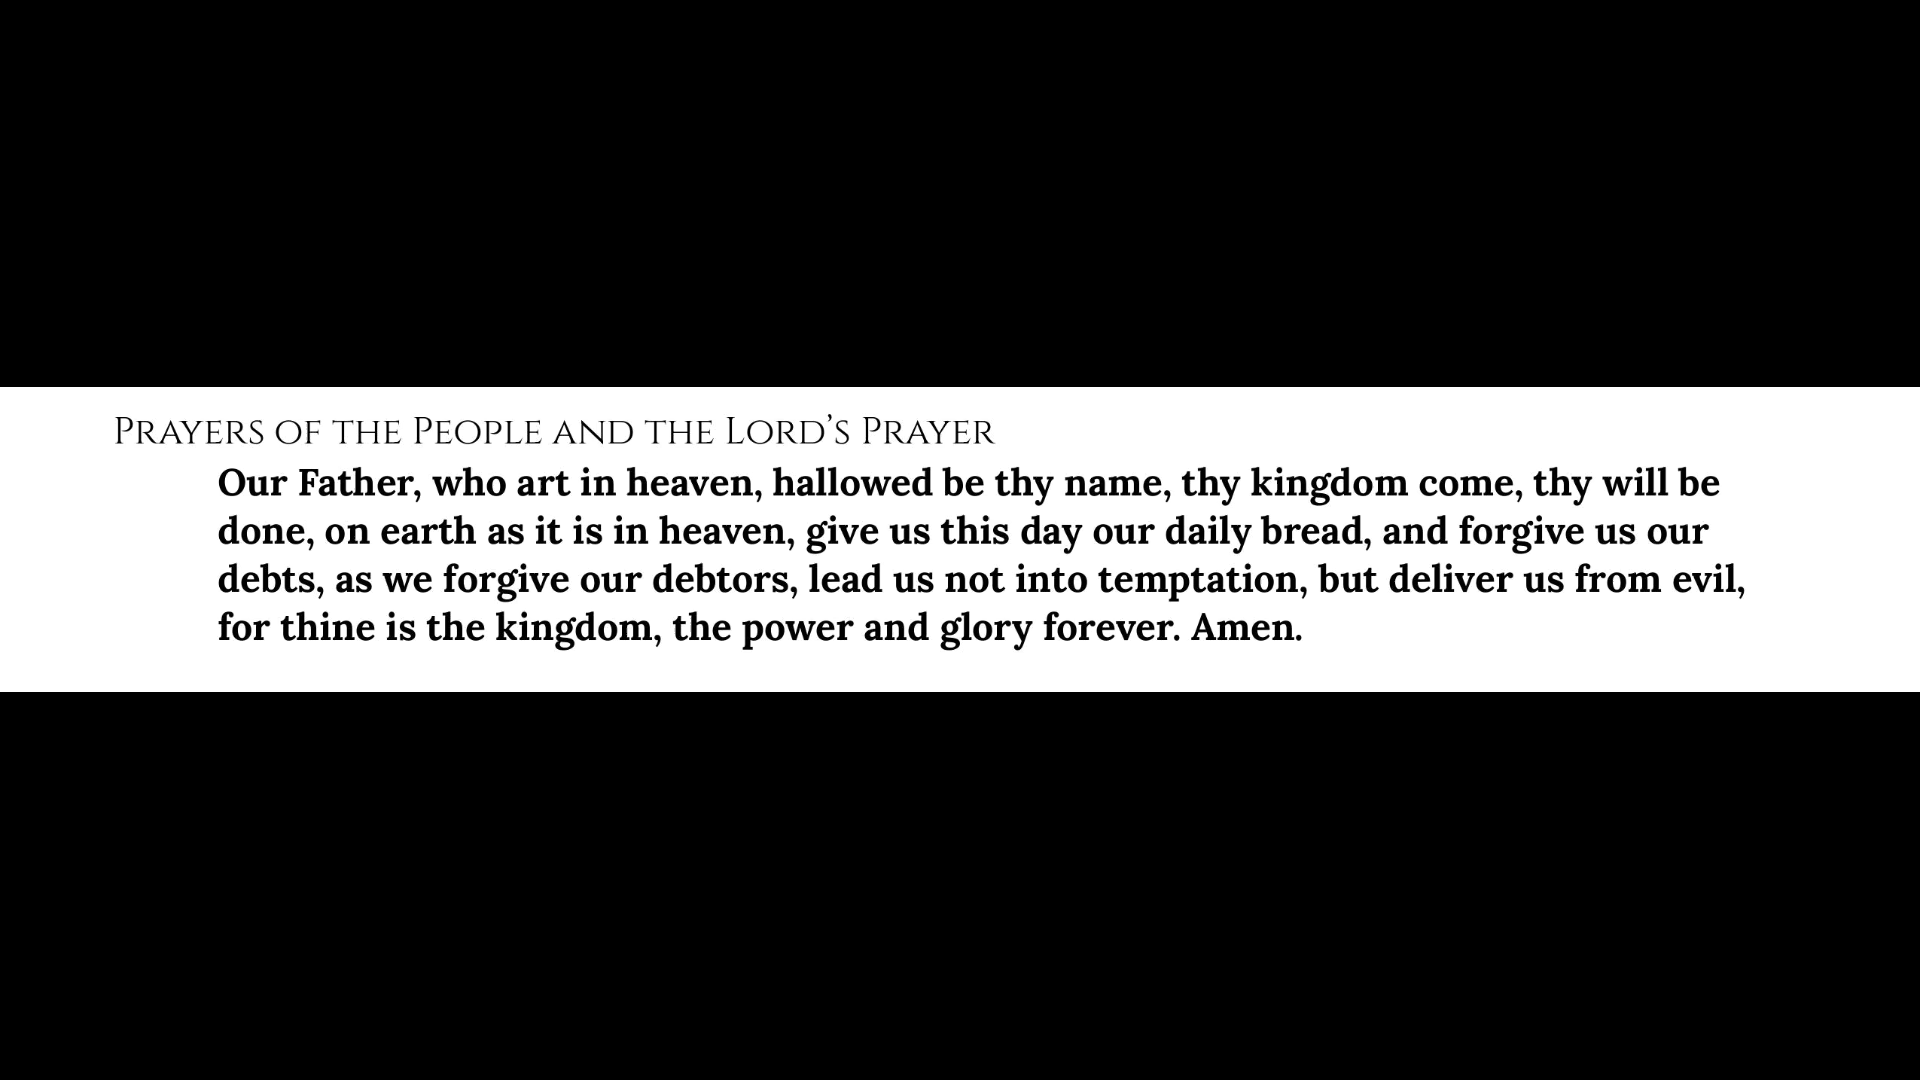 Prayers of the People and the Lord’s Prayer
Our Father, who art in heaven, hallowed be thy name, thy kingdom come, thy will be
done, on earth as it is in heaven, give us this day our daily bread, and forgive us our
debts, as we forgive our debtors, lead us not into temptation, but deliver us from evil,
for thine is the kingdom, the power and glory forever. Amen.